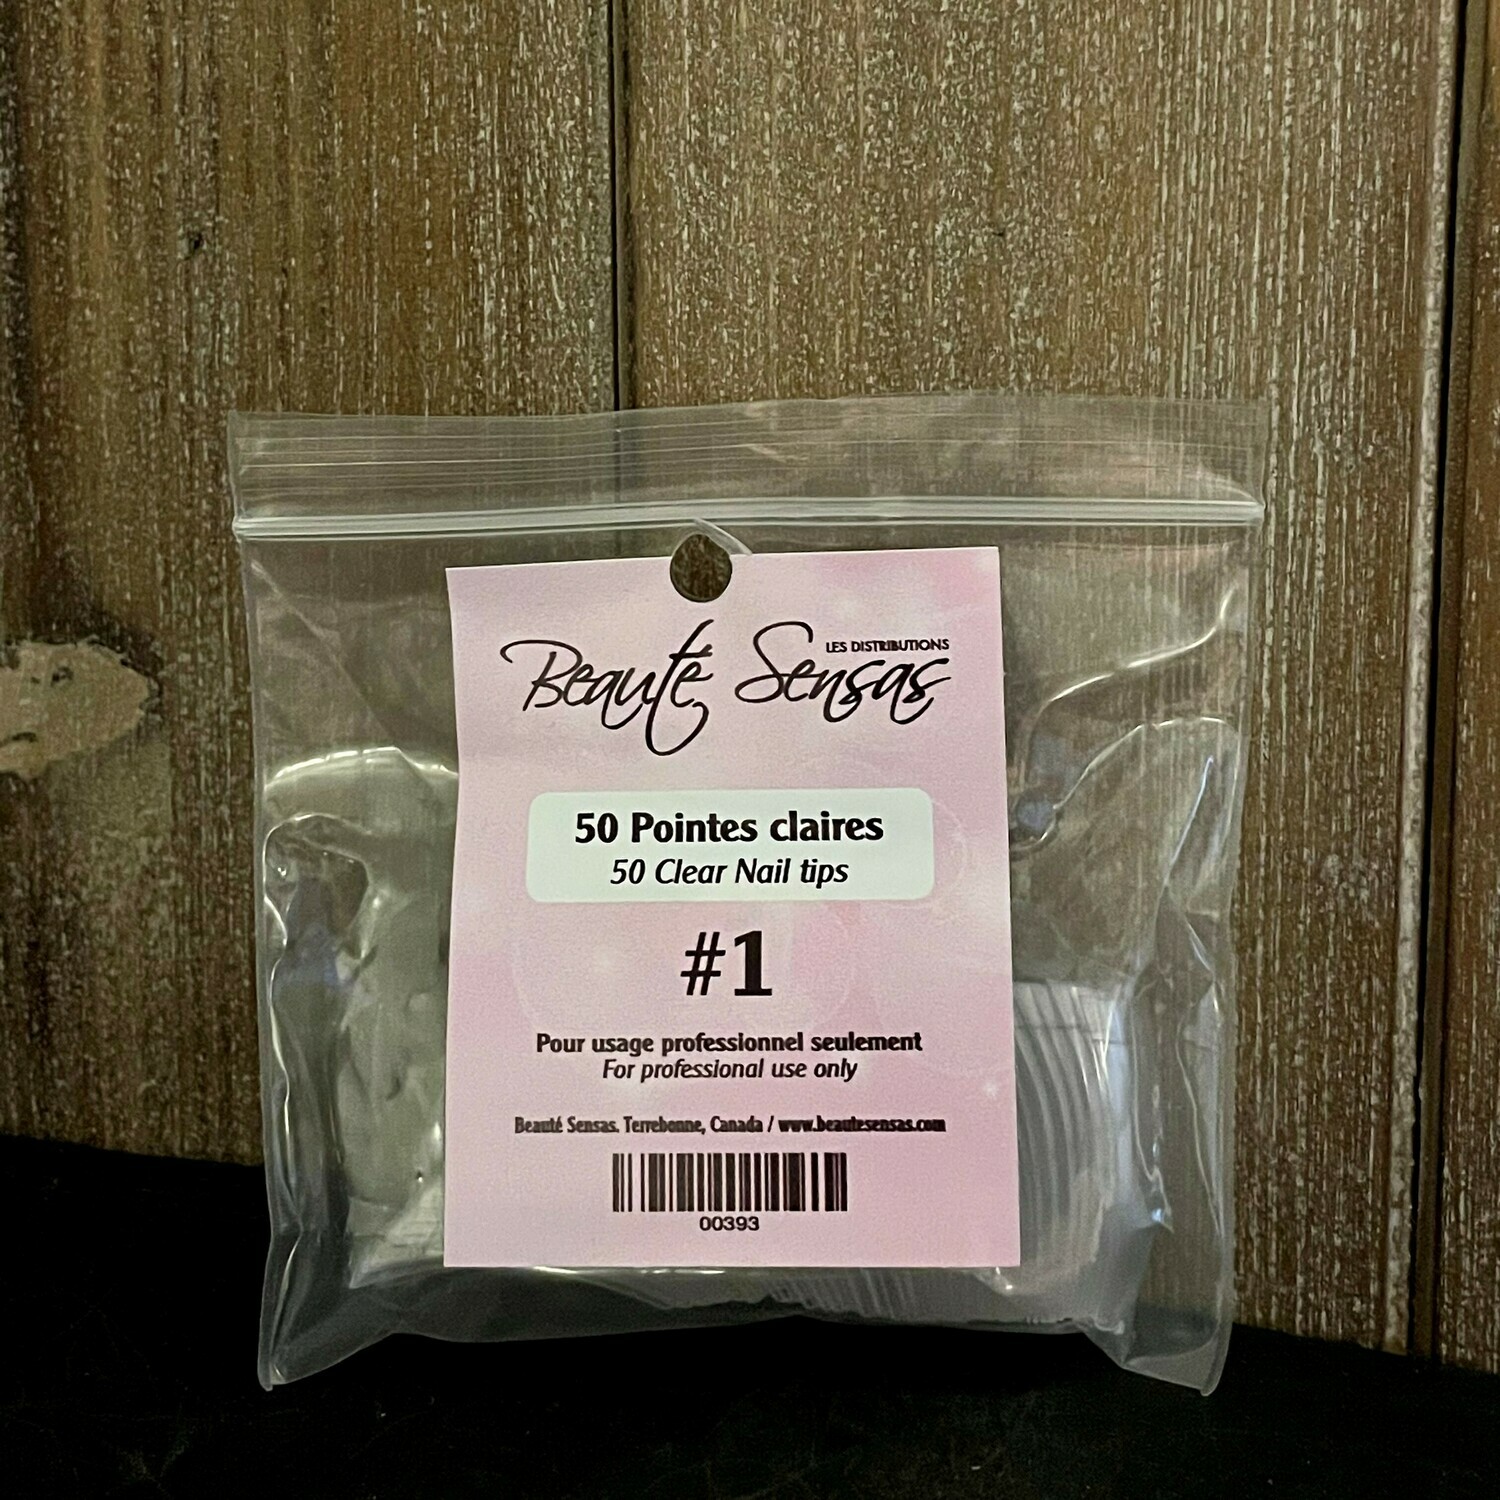 LES DISTRIBUTIONS
Beauté Sensas
50 Pointes claires
50 Clear Nail tips
#1
Pour usage professionnel seulement
For professional use only
Beauté Sensas. Terrebonne, Canada / www.beautesensas.com
00393